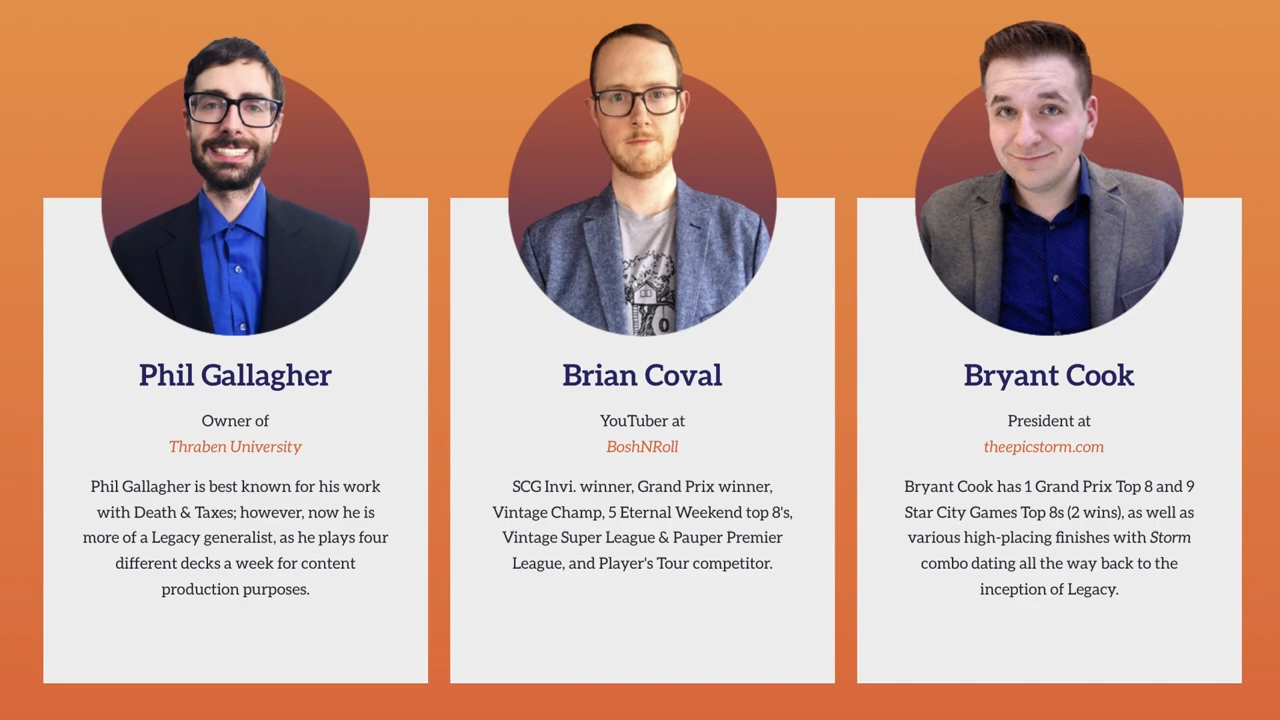 Phil Gallagher
Owner of
Thraben University
Phil Gallagher is best known for his work
with Death & Taxes; however, now he is
more of a Legacy generalist, as he plays four
different decks a week for content
production purposes.
Brian Coval
YouTuber at
BoshNRoll
SCG Invi. winner, Grand Prix winner,
Vintage Champ, 5 Eternal Weekend top 8's,
Vintage Super League & Pauper Premier
League, and Player's Tour competitor.
Bryant Cook
President at
theepicstorm.com
Bryant Cook has 1 Grand Prix Top 8 and 9
Star City Games Top 8s (2 wins), as well as
various high-placing finishes with Storm
combo dating all the way back to the
inception of Legacy.